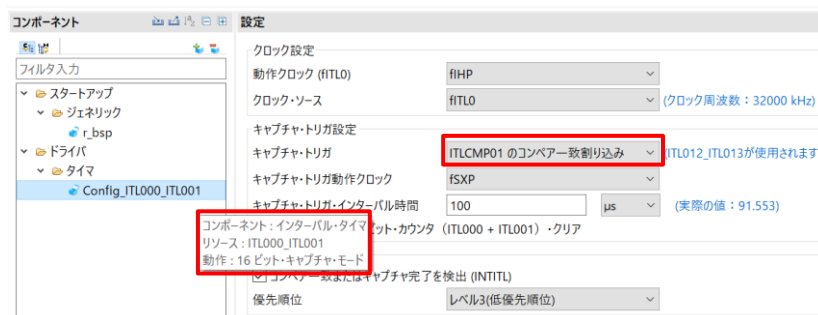 コンポーネント
設定
フィルタ入力
スタートアップ
ジェネリック
r_bsp
ドライバ
タイマ
Config_ITL000_ITL001
クロック設定
動作クロック (fITL0)
fIHP
クロック・ソース
fITL0
(クロック周波数：32000 kHz)
キャプチャ・トリガ設定
キャプチャ・トリガ
ITLCMP01 のコンペアー致割り込み
(ITL012_ITL013が使用されます
キャプチャ・トリガ動作クロック
fSXP
キャプチャ・トリガ・インターバル時間
100
μs
(実際の値：91.553)
ット・カウンタ（ITL000 + ITL001）・クリア
コンポーネント : インターバル・タイマ
リソース : ITL000_ITL001
動作 : 16 ビット・キャプチャ・モード
コンペアー致またはキャプチャ完了を検出 (INTITL)
優先順位
レベル3(低優先順位)